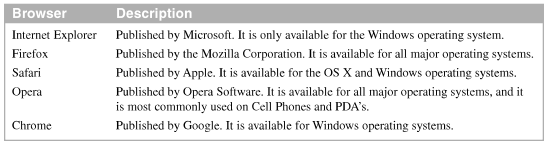 Browser Description
Internet Explorer Published by Microsoft. It is only available for the Windows operating system.
Firefox Published by the Mozilla Corporation. It is available for all major operating systems.
Safari Published by Apple. It is available for the OS X and Windows operating systems.
Opera Published by Opera Software. It is available for all major operating systems, and it
is most commonly used on Cell Phones and PDA's.
Chrome Published by Google. It is available for Windows operating systems.